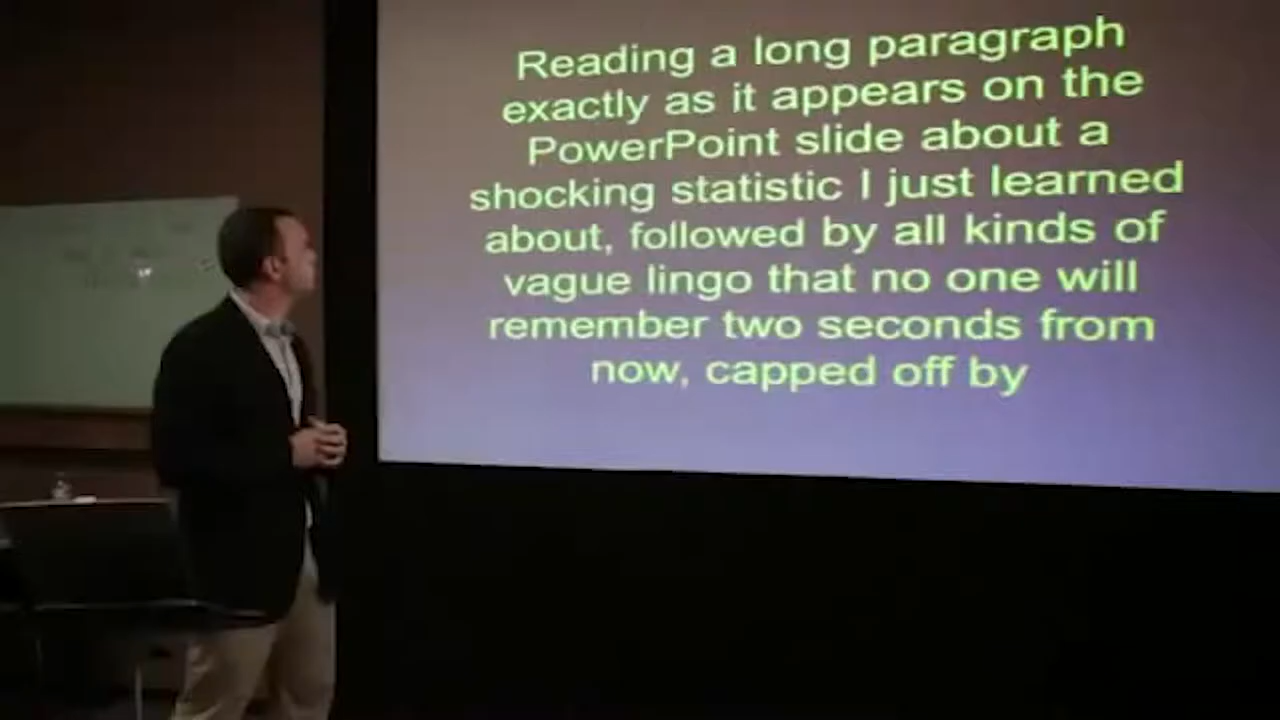 Reading a long paragraph
exactly as it appears on the
PowerPoint slide about a
shocking statistic I just learned
about, followed by all kinds of
vague lingo that no one will
remember two seconds from
now, capped off by